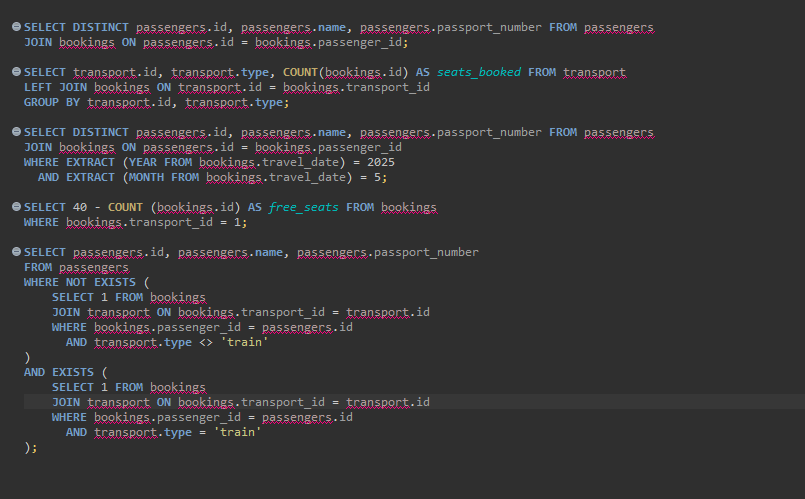 SELECT DISTINCT passengers.id, passengers.name, passengers.passport_number FROM passengers
JOIN bookings ON passengers.id = bookings.passenger_id;
SELECT transport.id, transport.type, COUNT(bookings.id) AS seats_booked FROM transport
LEFT JOIN bookings ON transport.id = bookings.transport_id
GROUP BY transport.id, transport.type;
SELECT DISTINCT passengers.id, passengers.name, passengers.passport_number FROM passengers
JOIN bookings ON passengers.id = bookings.passenger_id
WHERE EXTRACT (YEAR FROM bookings.travel_date) = 2025
AND EXTRACT (MONTH FROM bookings.travel_date) = 5;
SELECT 40 - COUNT (bookings.id) AS free_seats FROM bookings
WHERE bookings.transport_id = 1;
SELECT passengers.id, passengers.name, passengers.passport_number
FROM passengers
WHERE NOT EXISTS (
SELECT 1 FROM bookings
JOIN transport ON bookings.transport_id = transport.id
WHERE bookings.passenger_id = passengers.id
AND transport.type <> 'train'
)
AND EXISTS (
SELECT 1 FROM bookings
JOIN transport ON bookings.transport_id = transport.id
WHERE bookings.passenger_id = passengers.id
AND transport.type = 'train'
);